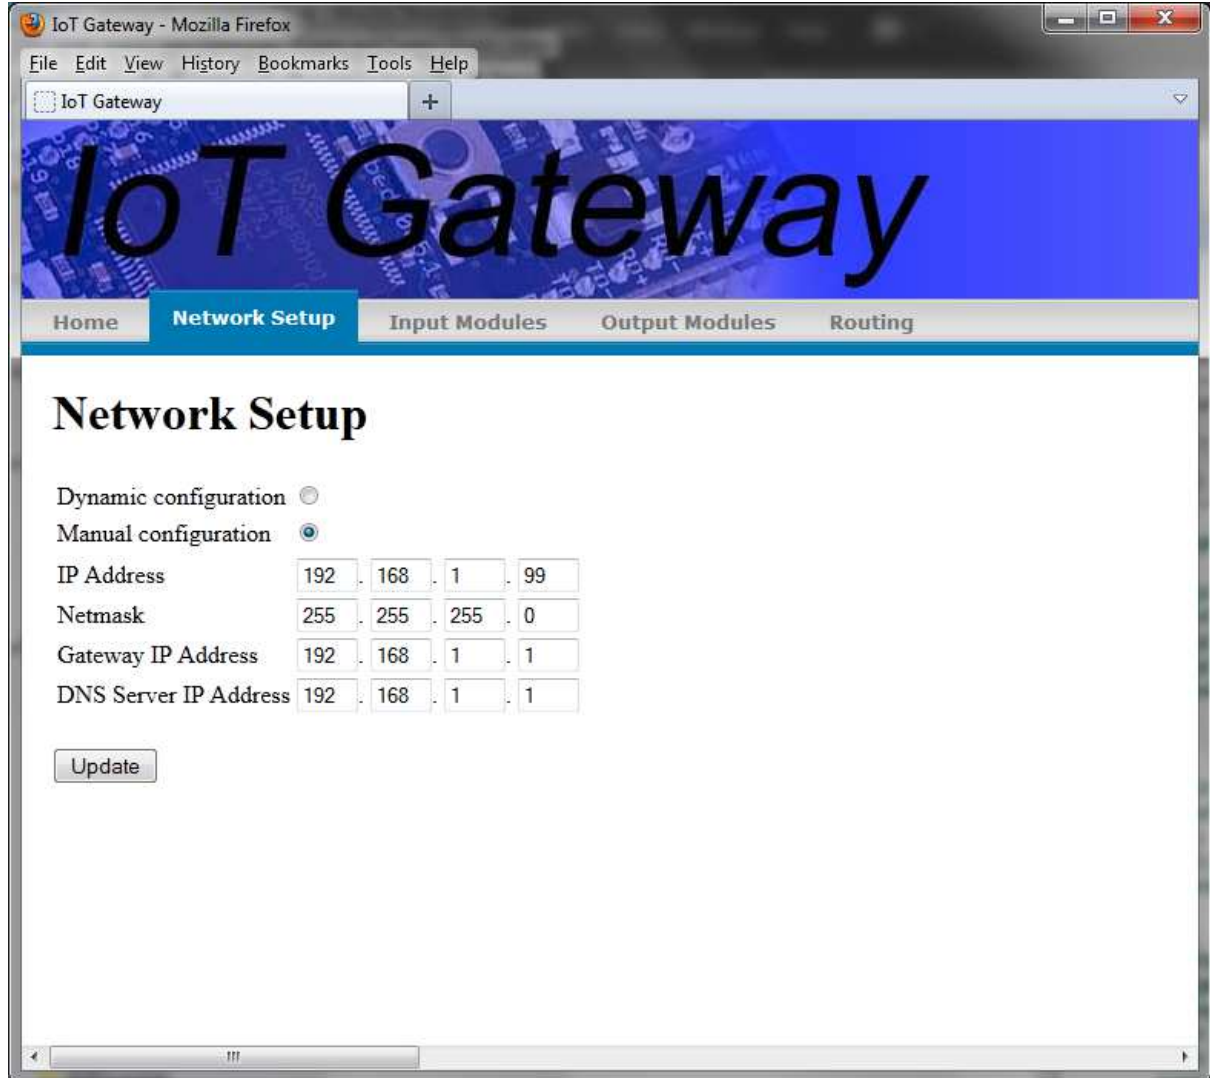 IoT Gateway - Mozilla Firefox
File Edit View History Bookmarks Tools Help
IoT Gateway
IoT Gateway
Home Network Setup Input Modules Output Modules Routing
Network Setup
Dynamic configuration
Manual configuration
IP Address 192 . 168 . 1 . 99
Netmask 255 . 255 . 255 . 0
Gateway IP Address 192 . 168 . 1 . 1
DNS Server IP Address 192 . 168 . 1 . 1
Update